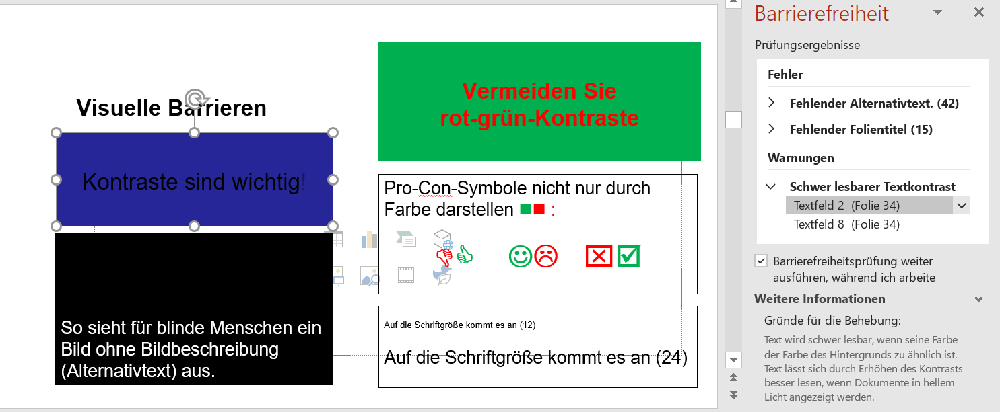 Visuelle Barrieren
Kontraste sind wichtig!
So sieht für blinde Menschen ein
Bild ohne Bildbeschreibung
(Alternativtext) aus.
Vermeiden Sie
rot-grün-Kontraste
Pro-Con-Symbole nicht nur durch
Farbe darstellen :
Auf die Schriftgröße kommt es an (12)
Auf die Schriftgröße kommt es an (24)
Barrierefreiheit
Prüfungsergebnisse
Fehler
Fehlender Alternativtext. (42)
Fehlender Folientitel (15)
Warnungen
Schwer lesbarer Textkontrast
Textfeld 2 (Folie 34)
Textfeld 8 (Folie 34)
Barrierefreiheitsprüfung weiter
ausführen, während ich arbeite
Weitere Informationen
Gründe für die Behebung:
Text wird schwer lesbar, wenn seine Farbe
der Farbe des Hintergrunds zu ähnlich ist.
Text lässt sich durch Erhöhen des Kontrasts
besser lesen, wenn Dokumente in hellem
Licht angezeigt werden.